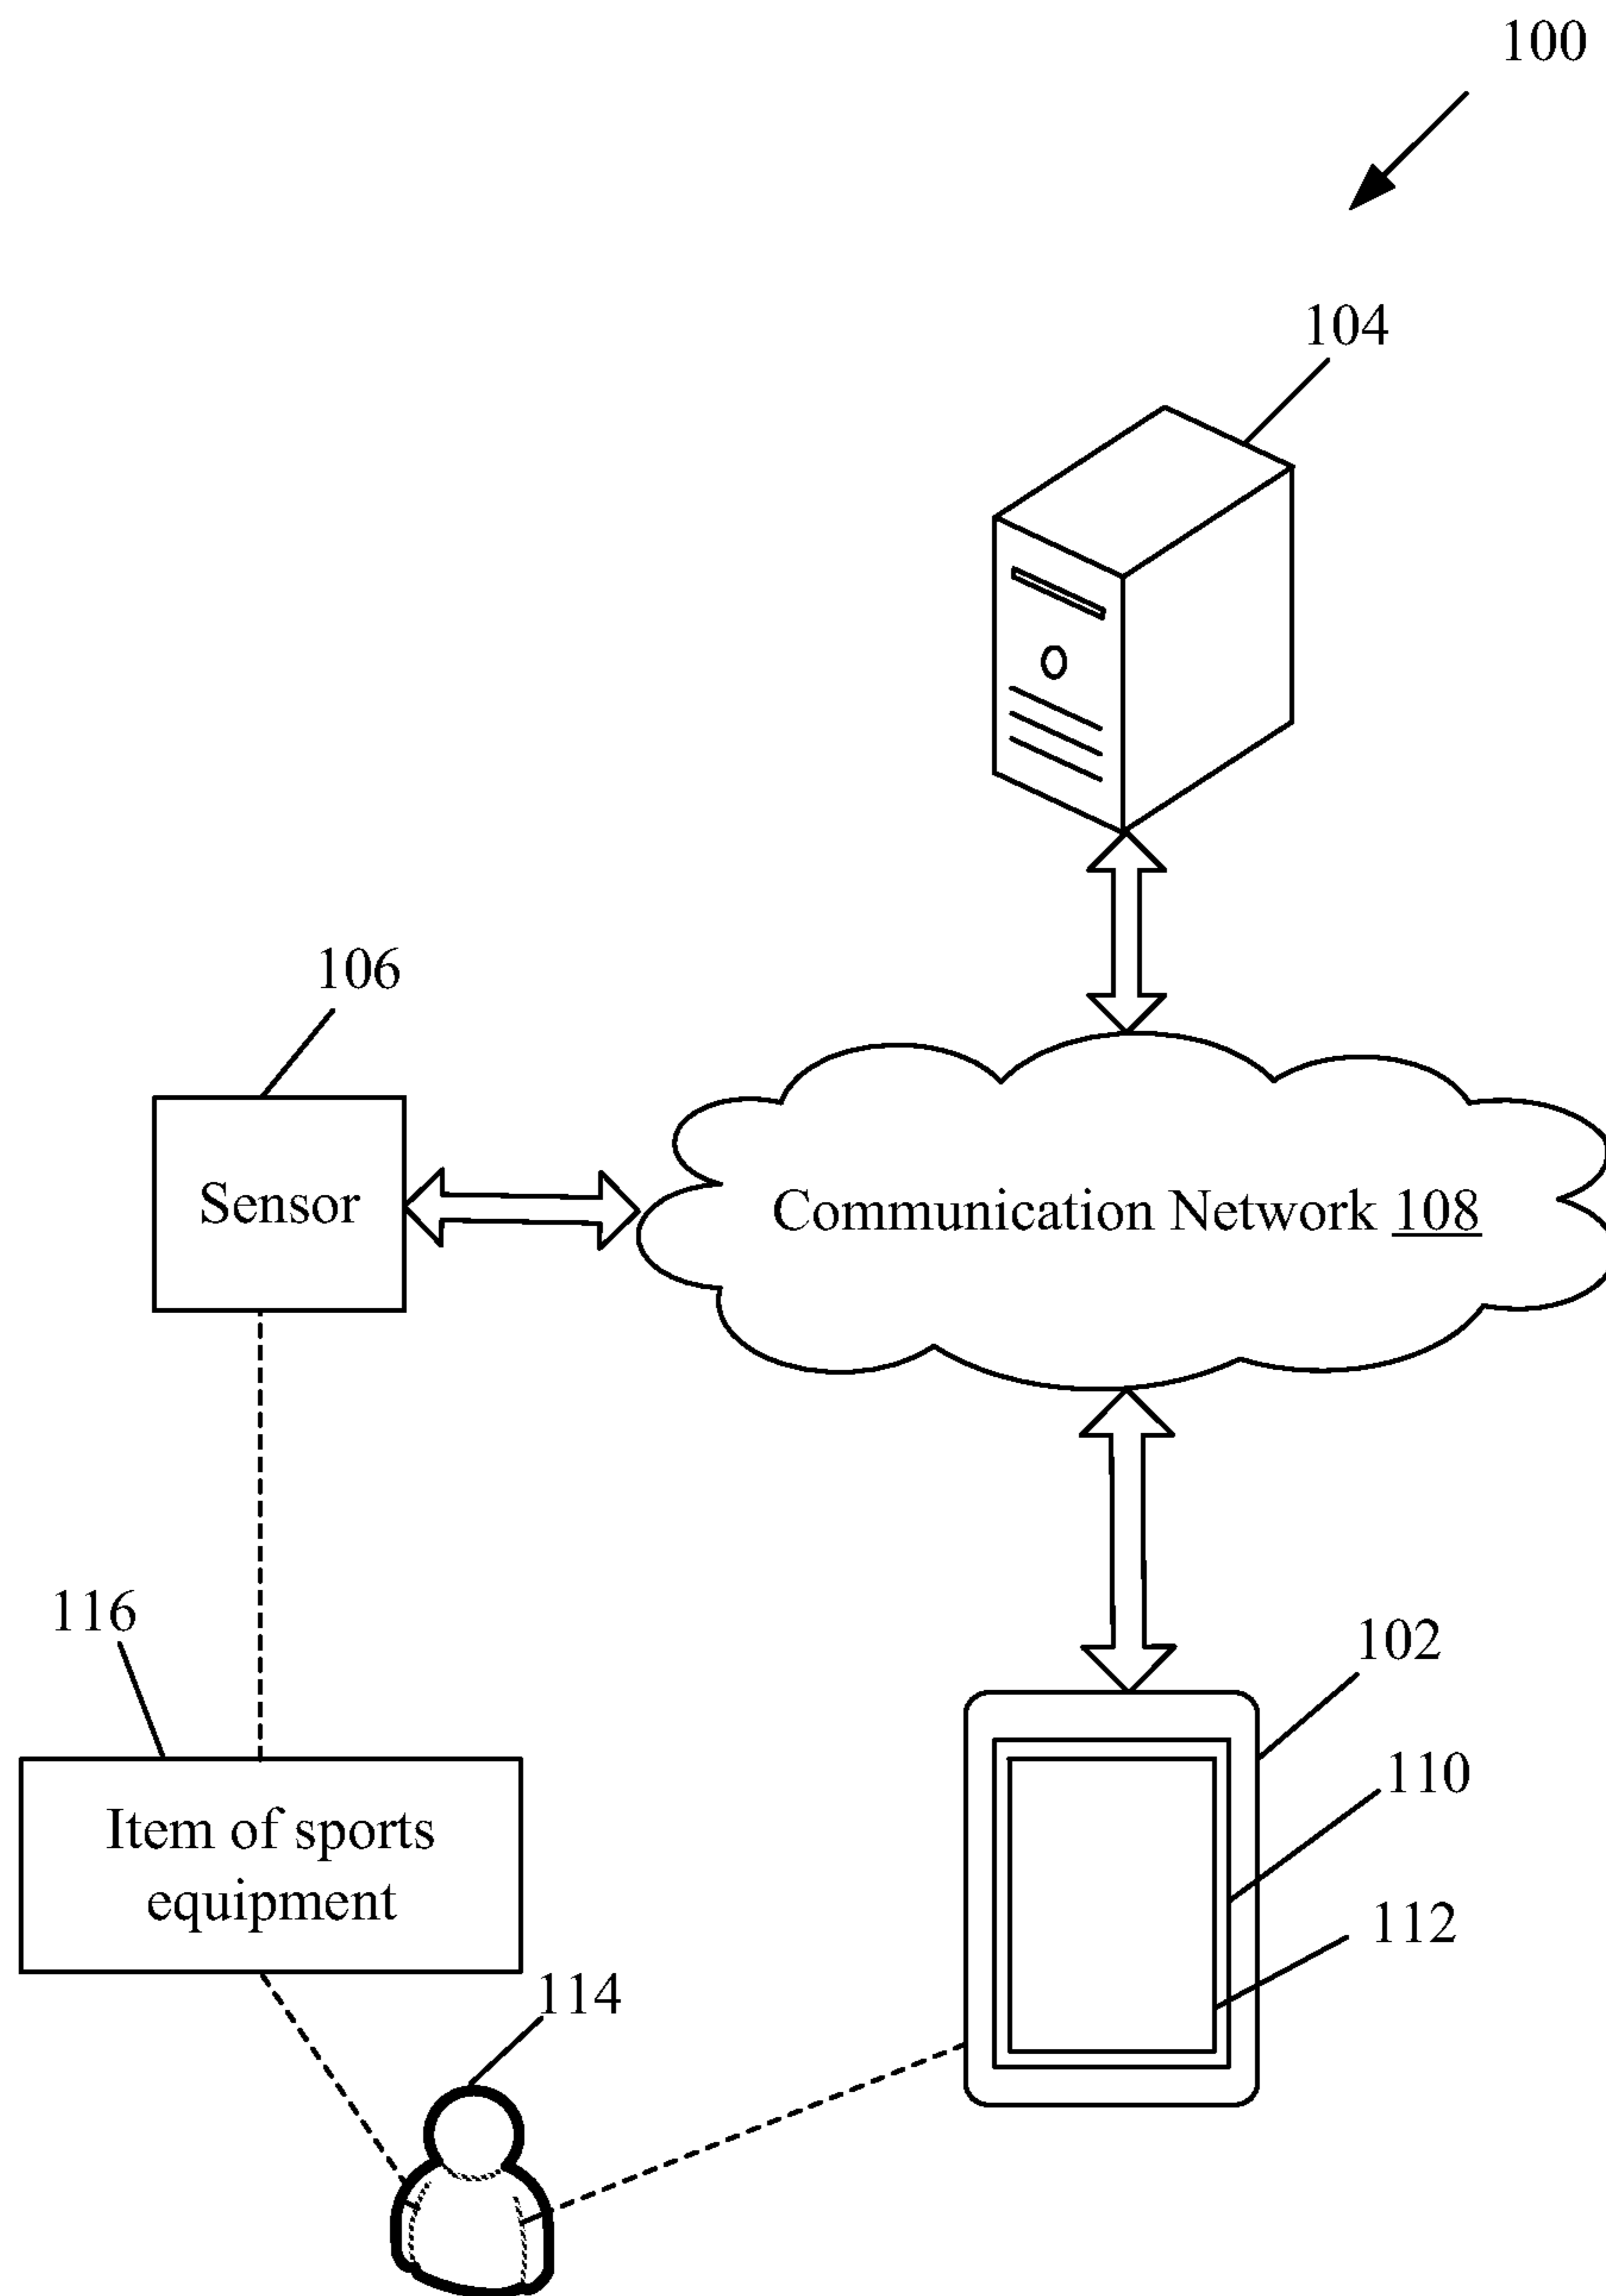 100
104
106
Sensor
Communication Network 108
116
102
110
Item of sports
equipment
112
114